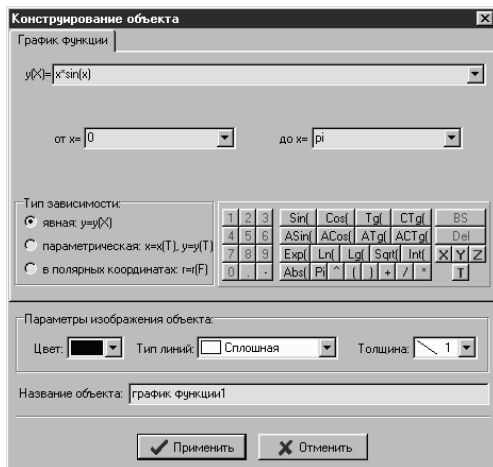 Конструирование объекта
График функции
y(X)= x*sin(x)
от x= 0 до x= pi
Тип зависимости:
явная: y=y(X)
параметрическая: x=x(T), y=y(T)
в полярных координатах: r=r(F)
1 2 3 Sin( Cos( Tg( CTg( BS
4 5 6 ASin( ACos( ATg( ACTg( Del
7 8 9 Exp( Ln( Lg( Sqrt( Int( X Y Z
0 . - Abs( Pi ^ ( ) + / * T
Параметры изображения объекта:
Цвет: Тип линий: Сплошная Толщина: 1
Название объекта: график функции1
Применить Отменить